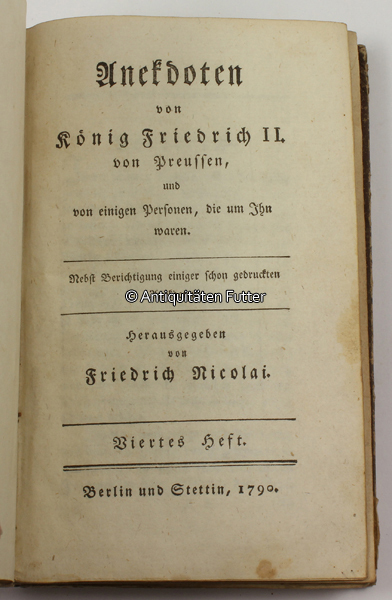 Anekdoten
von
König Friedrich II.
von Preussen,
und
von einigen Personen, die um Ihn
waren.
Nebst Berichtigung einiger schon gedruckten
© Antiquitäten Futter
Herausgegeben
von
Friedrich Nicolai.
Viertes Heft.
Berlin und Stettin, 1790.